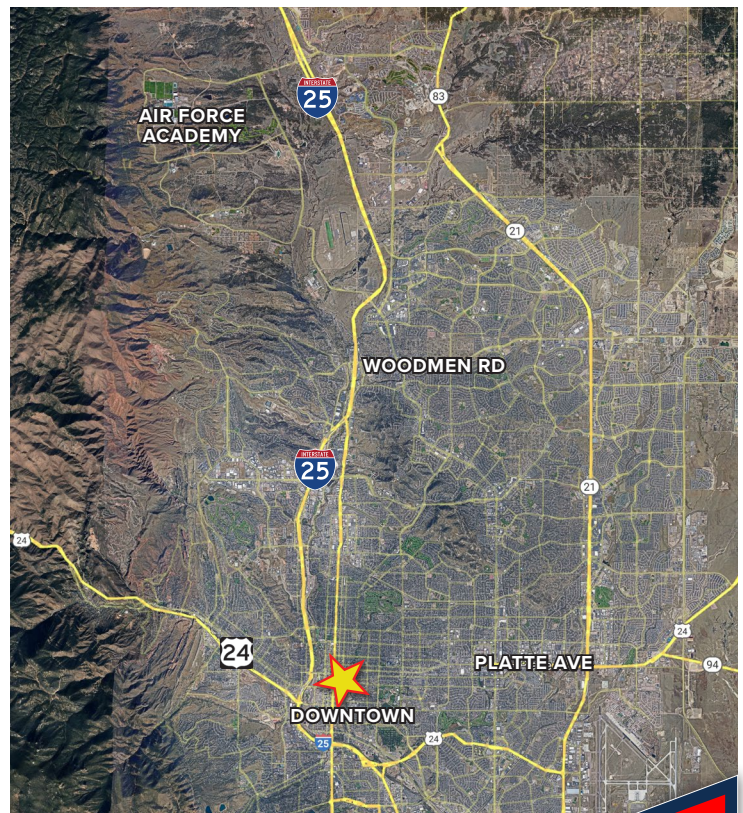 INTERSTATE
25
83
AIR FORCE
ACADEMY
21
WOODMEN RD
INTERSTATE
25
21
24
24
24
PLATTE AVE
94
DOWNTOWN
25
24